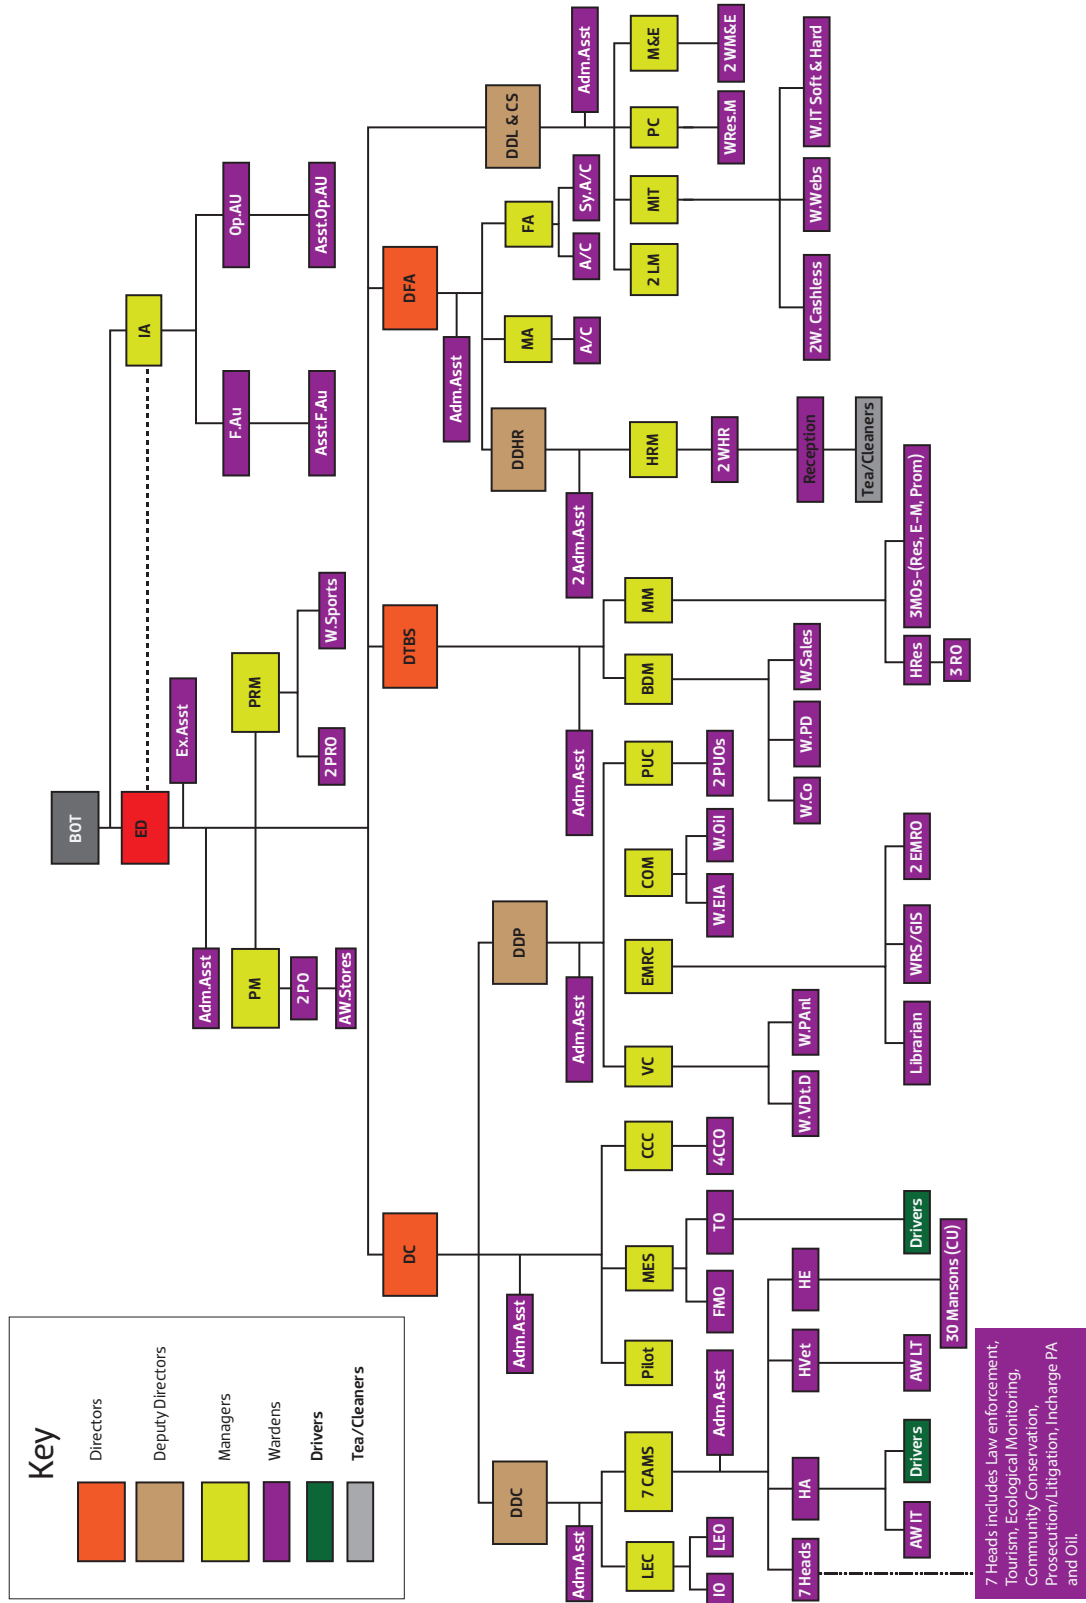 Key
Directors
Deputy Directors
Managers
Wardens
Drivers
Tea/Cleaners
BOT
ED
IA
Ex.Asst
Adm.Asst
F.Au
Op.AU
Asst.F.Au
Asst.Op.AU
PM
PRM
2 PO
AW.Stores
2 PRO
W.Sports
DC
DTBS
DFA
Adm.Asst
Adm.Asst
DDC
DDP
DDHR
DDL & CS
MA
FA
A/C
A/C
Sy.A/C
Adm.Asst
Adm.Asst
Adm.Asst
2 Adm.Asst
Adm.Asst
LEC
7 CAMS
Pilot
MES
CCC
VC
EMRC
COM
PUC
BDM
MM
HRM
2 LM
MIT
PC
M&E
IO
LEO
Adm.Asst
FMO
TO
4CCO
W.EIA
W.Oil
2 PUOs
2 WHR
WRes.M
2 WM&E
7 Heads
HA
HVet
HE
W.VDt.D
W.PAnl
W.Co
W.PD
W.Sales
Reception
2W. Cashless
W.Webs
W.IT Soft & Hard
Tea/Cleaners
AW IT
Drivers
AW LT
Drivers
Librarian
WRS/GIS
2 EMRO
HRes
3MOs-(Res, E-M, Prom)
30 Mansons (CU)
3 RO
7 Heads includes Law enforcement,
Tourism, Ecological Monitoring,
Community Conservation,
Prosecution/Litigation, Incharge PA
and Oil.